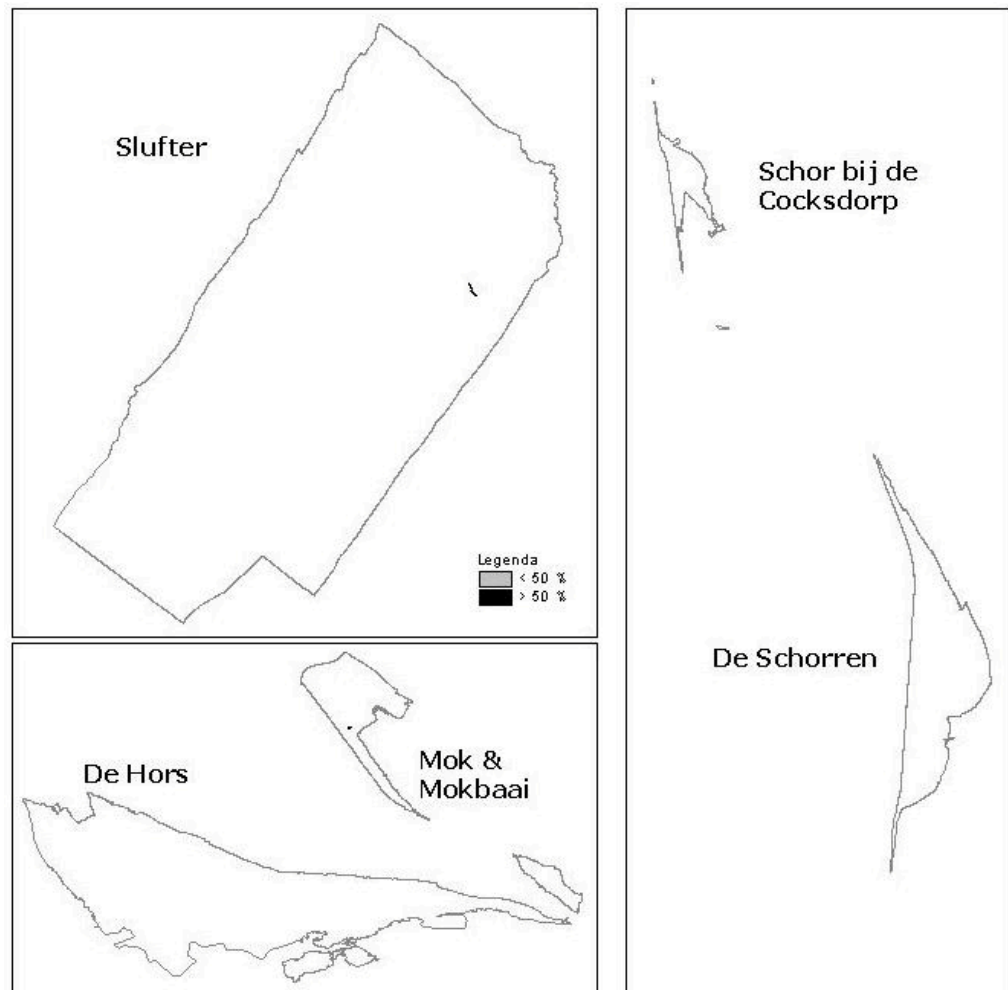 Slufter
Legenda
< 50 %
> 50 %
Schor bij de
Cocksdorp
De Schorren
De Hors
Mok &
Mokbaai